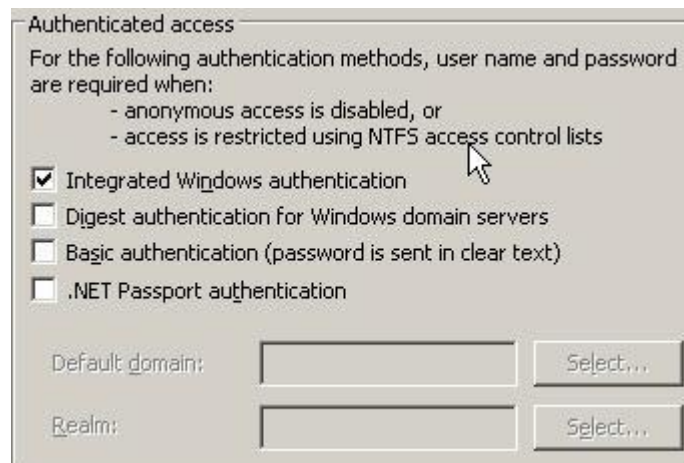 Authenticated access
For the following authentication methods, user name and password
are required when:
- anonymous access is disabled, or
- access is restricted using NTFS access control lists
Integrated Windows authentication
Digest authentication for Windows domain servers
Basic authentication (password is sent in clear text)
.NET Passport authentication
Default domain: Select...
Realm: Select...